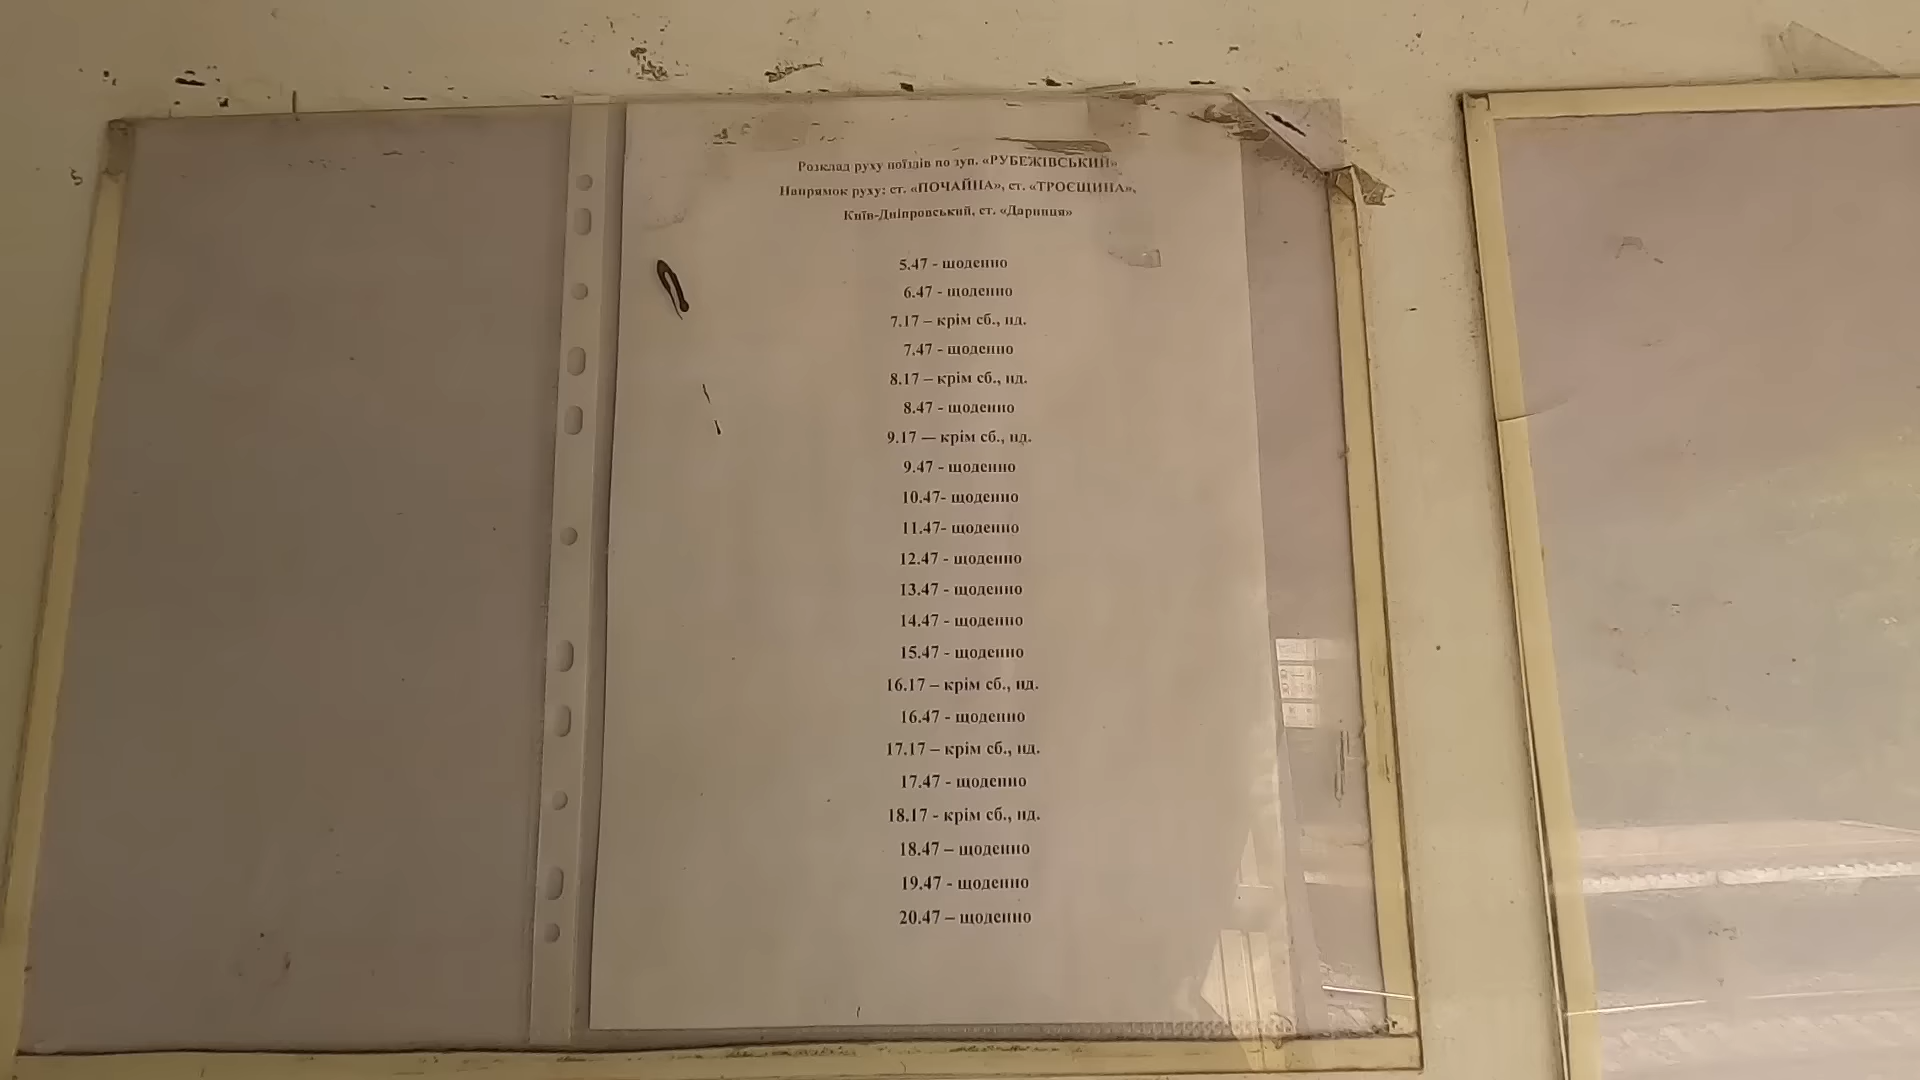 Розклад руху поїздів по зуп. «РУБЕЖІВСЬКИЙ»
Напрямок руху: ст. «ПОЧАЙНА», ст. «ТРОЄЩИНА»,
Київ-Дніпровський, ст. «Дарниця»
5.47 - щоденно
6.47 - щоденно
7.17 – крім сб., нд.
7.47 - щоденно
8.17 – крім сб., нд.
8.47 - щоденно
9.17 — крім сб., нд.
9.47 - щоденно
10.47- щоденно
11.47- щоденно
12.47 - щоденно
13.47 - щоденно
14.47 - щоденно
15.47 - щоденно
16.17 – крім сб., нд.
16.47 - щоденно
17.17 – крім сб., нд.
17.47 - щоденно
18.17 - крім сб., нд.
18.47 – щоденно
19.47 - щоденно
20.47 – щоденно